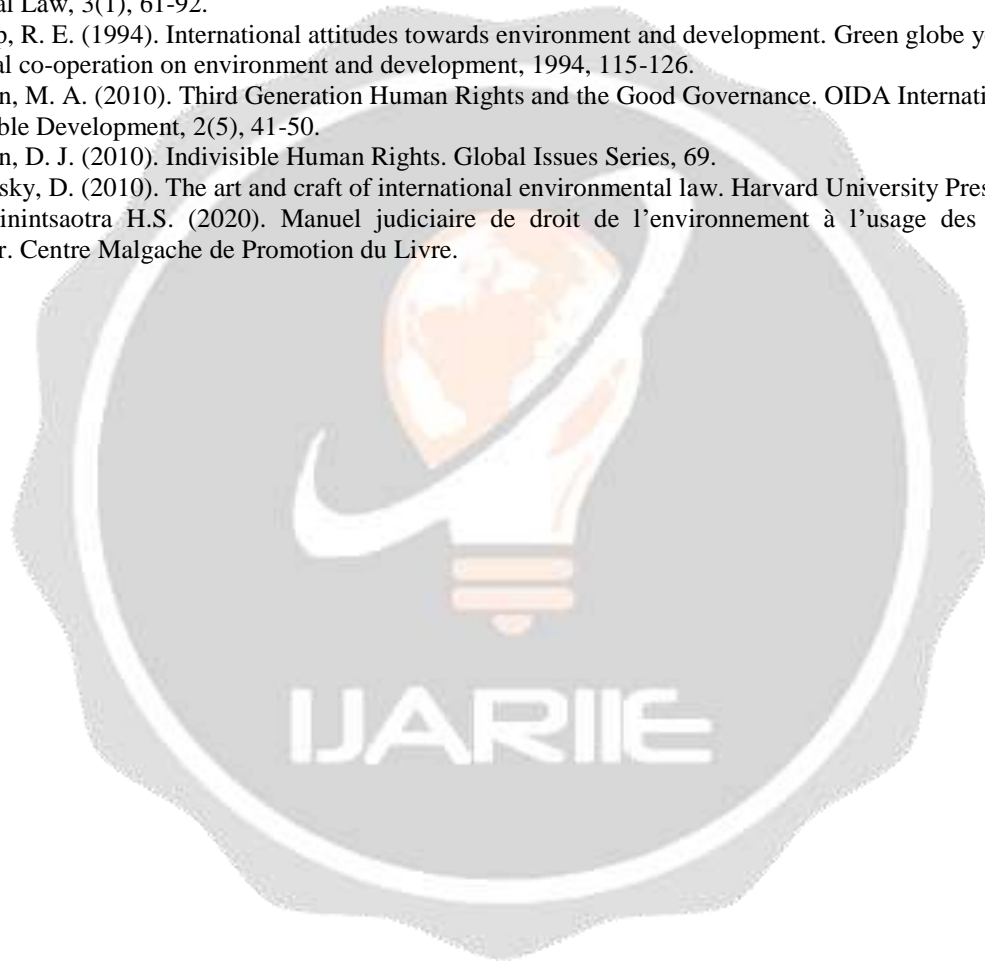 al Law, 3(1), 61-92.
p, R. E. (1994). International attitudes towards environment and development. Green globe y
al co-operation on environment and development, 1994, 115-126.
n, M. A. (2010). Third Generation Human Rights and the Good Governance. OIDA Internati
ble Development, 2(5), 41-50.
n, D. J. (2010). Indivisible Human Rights. Global Issues Series, 69.
sky, D. (2010). The art and craft of international environmental law. Harvard University Pres
inintsaotra H.S. (2020). Manuel judiciaire de droit de l’environnement à l’usage des
r. Centre Malgache de Promotion du Livre.
IJARIIE